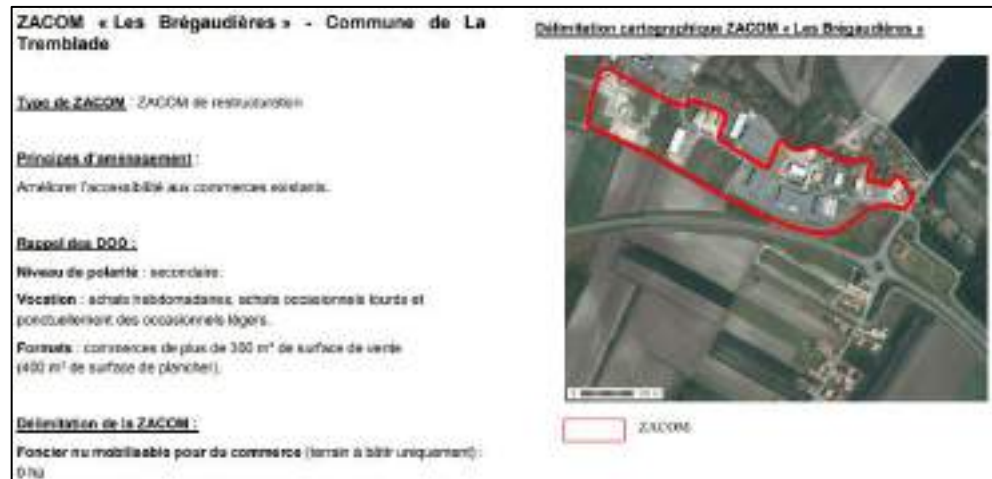 ZACOM « Les Brégaudières » - Commune de La
Tremblade
Délimitation cartographique ZACOM « Les Brégaudières »
Type de ZACOM : ZACOM de restructuration
Principes d'aménagement :
Améliorer l'accessibilité aux commerces existants.
Rappel des DOO :
Niveau de polarité : secondaire.
Vocation : achats hebdomadaires, achats occasionnels lourds et
ponctuellement des occasionnels légers.
Formats : commerces de plus de 300 m² de surface de vente
(400 m² de surface de plancher).
Délimitation de la ZACOM :
Foncier nu mobilisable pour du commerce (terrain à bâtir uniquement) :
0 ha
ZACOM